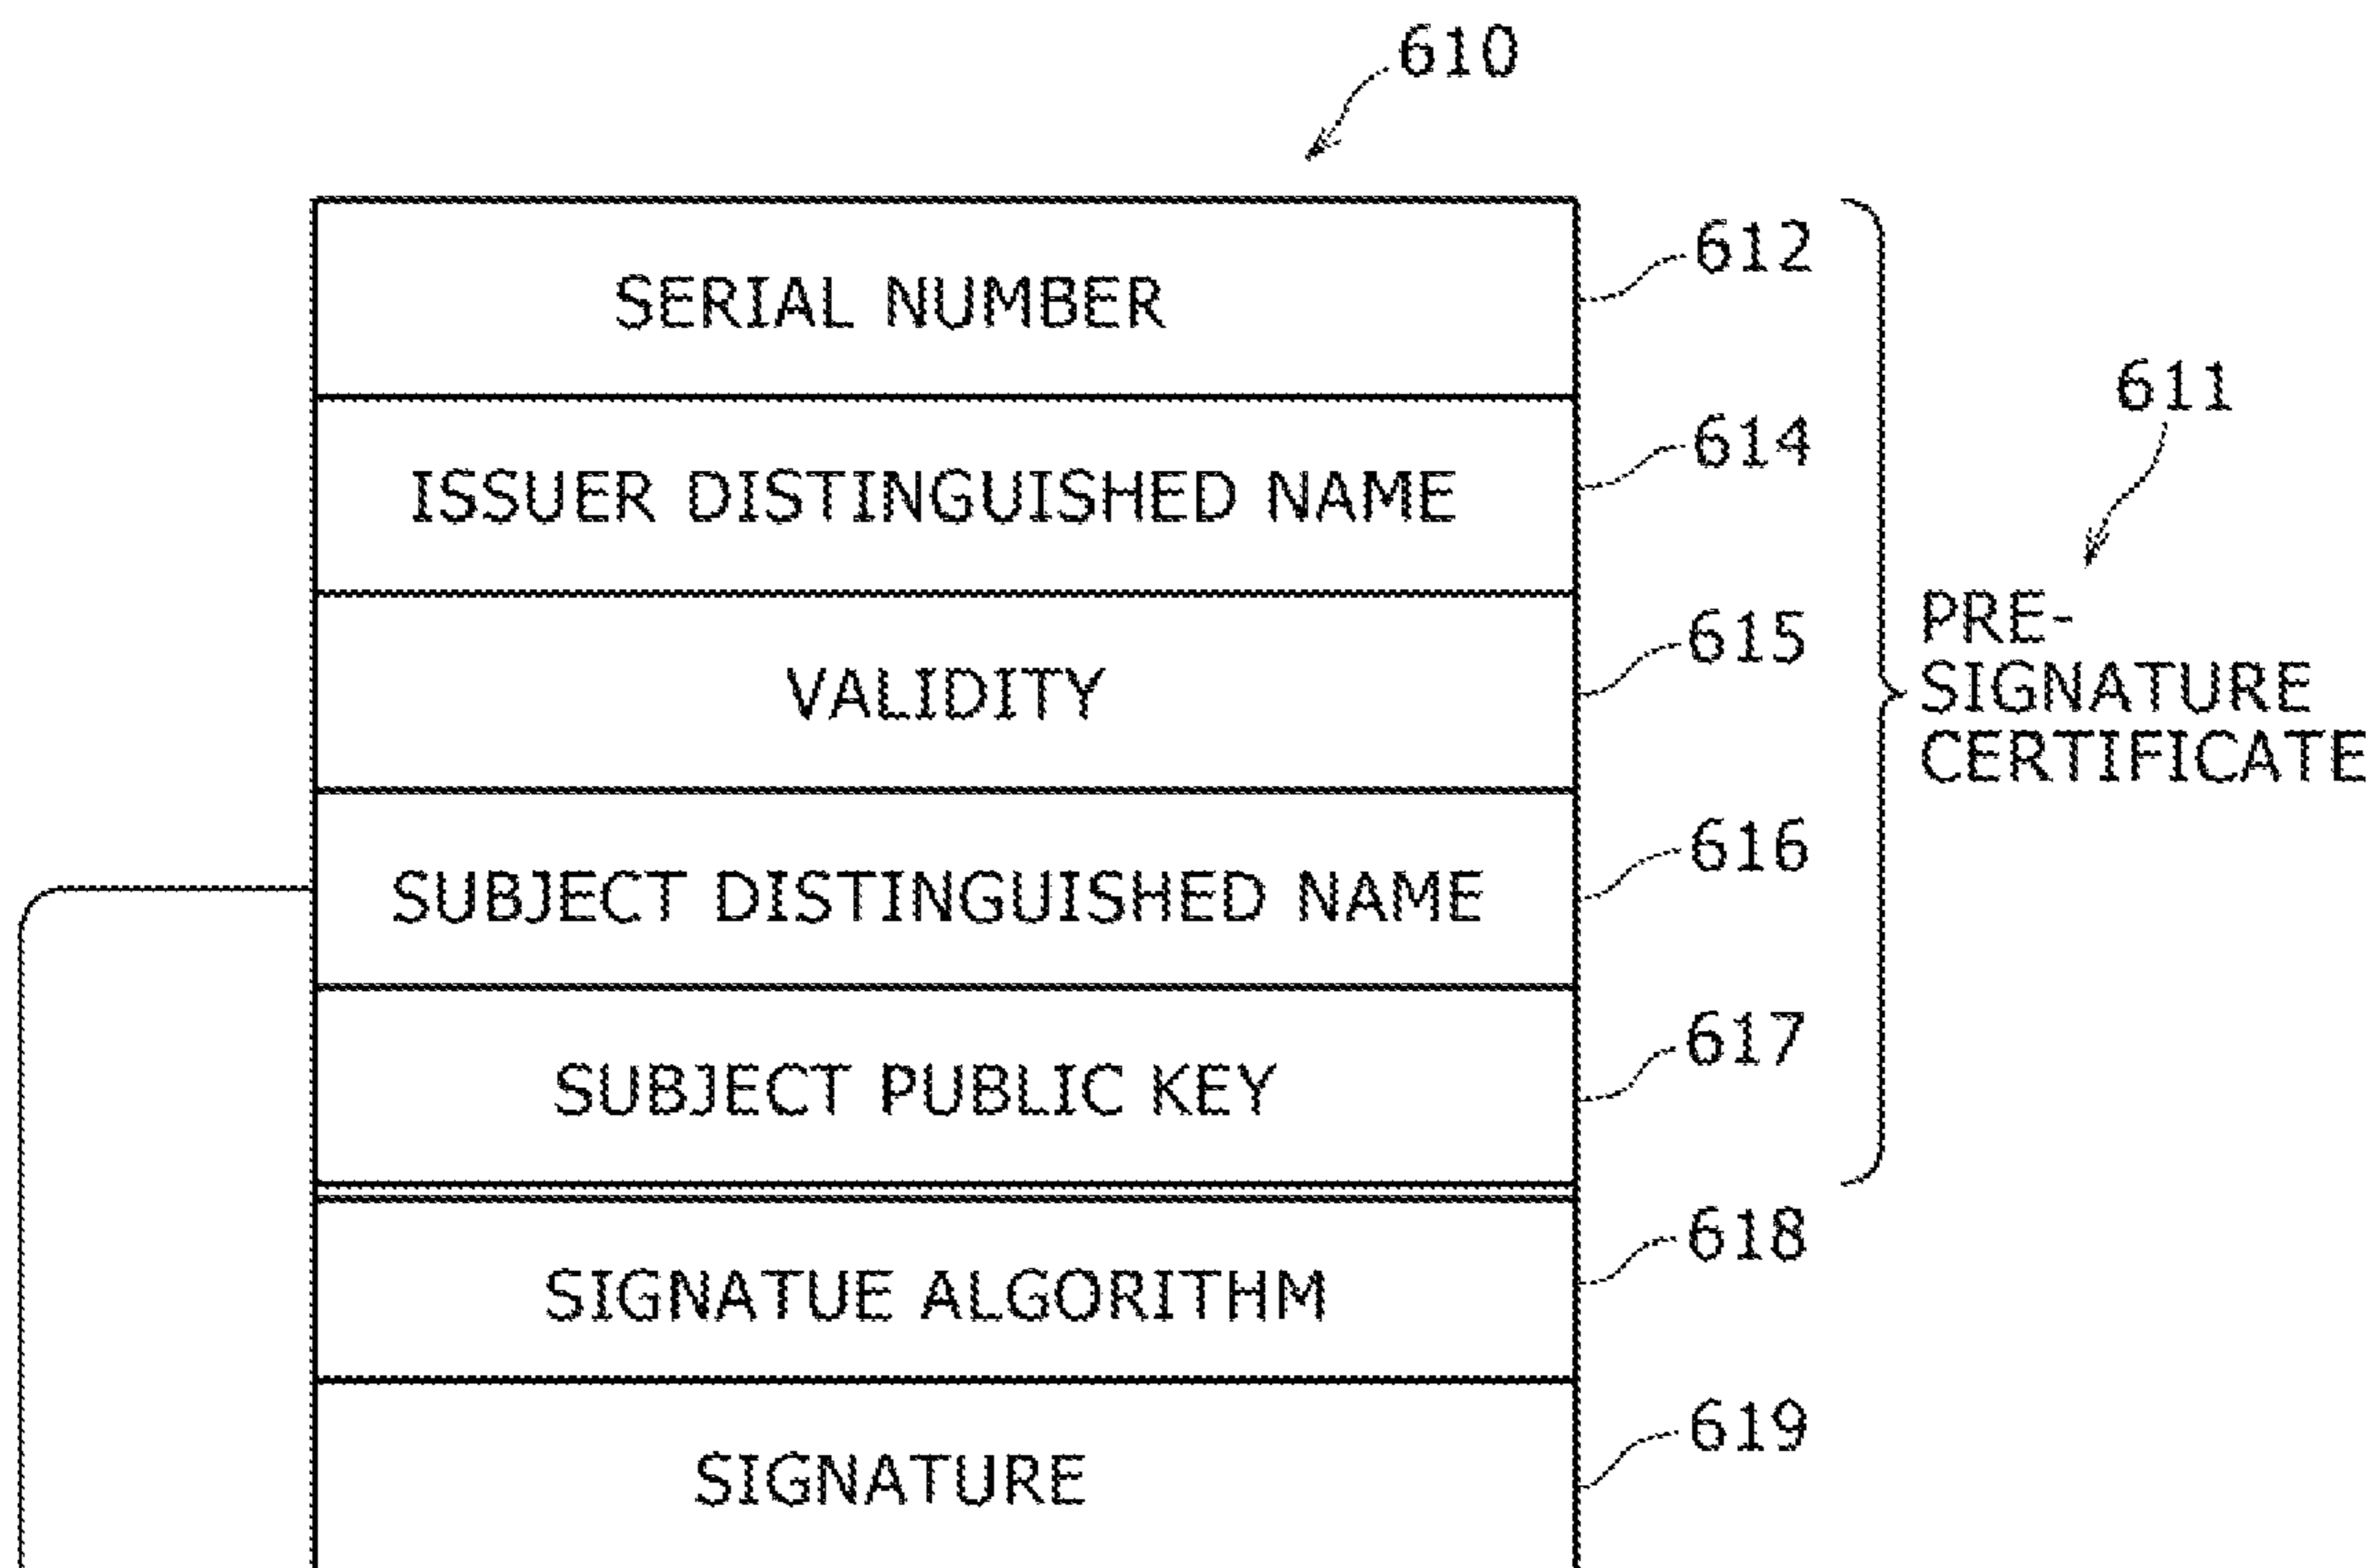 610
SERIAL NUMBER
612
ISSUER DISTINGUISHED NAME
614
VALIDITY
615
SUBJECT DISTINGUISHED NAME
616
SUBJECT PUBLIC KEY
617
611
PRE-
SIGNATURE
CERTIFICATE
SIGNATUE ALGORITHM
618
SIGNATURE
619